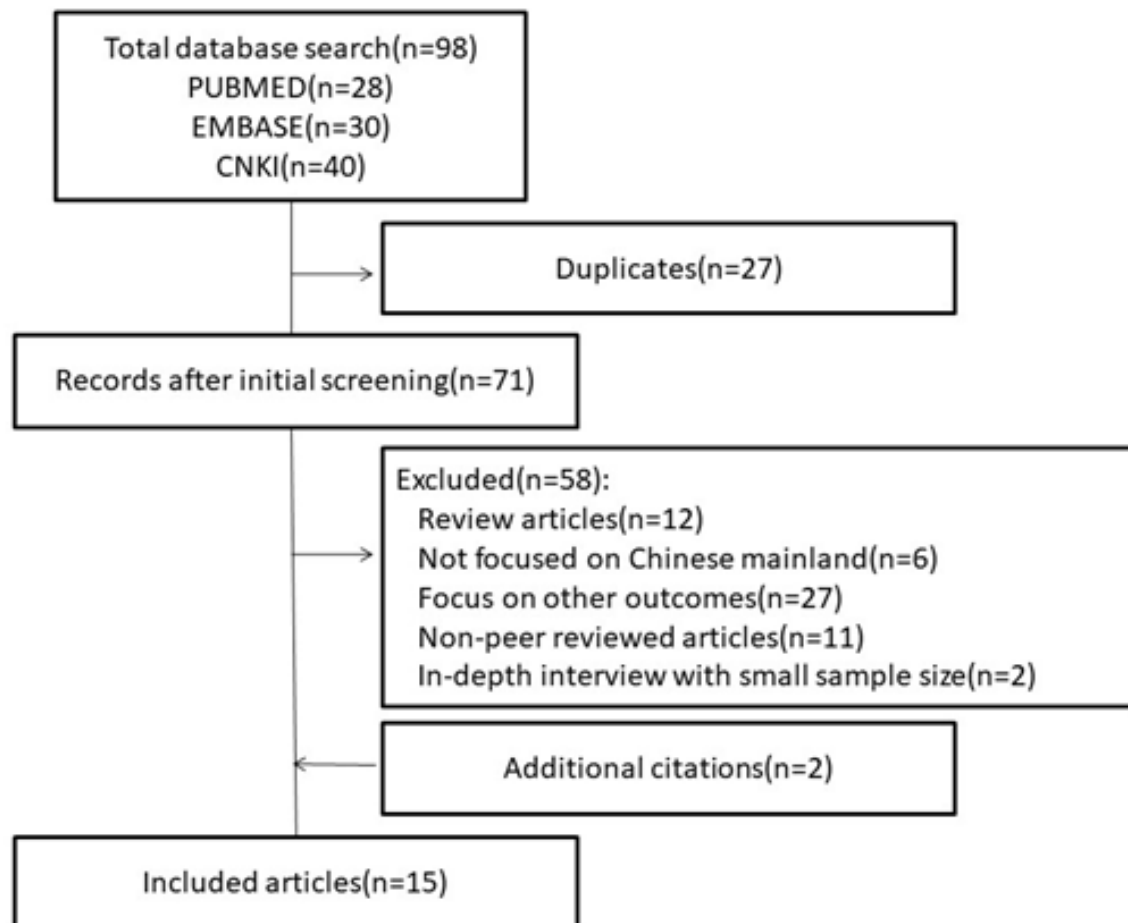 Total database search(n=98)
PUBMED(n=28)
EMBASE(n=30)
CNKI(n=40)
Duplicates(n=27)
Records after initial screening(n=71)
Excluded(n=58):
Review articles(n=12)
Not focused on Chinese mainland(n=6)
Focus on other outcomes(n=27)
Non-peer reviewed articles(n=11)
In-depth interview with small sample size(n=2)
Additional citations(n=2)
Included articles(n=15)